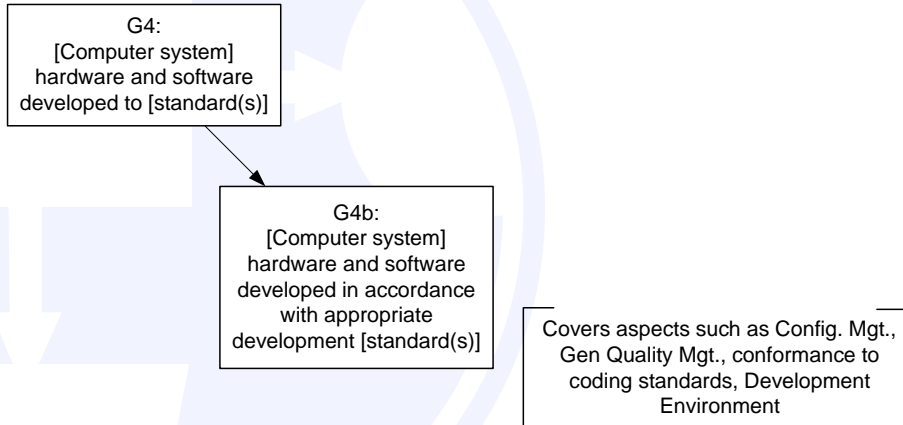 G4:
[Computer system]
hardware and software
developed to [standard(s)]
G4b:
[Computer system]
hardware and software
developed in accordance
with appropriate
development [standard(s)]
Covers aspects such as Config. Mgt.,
Gen Quality Mgt., conformance to
coding standards, Development
Environment